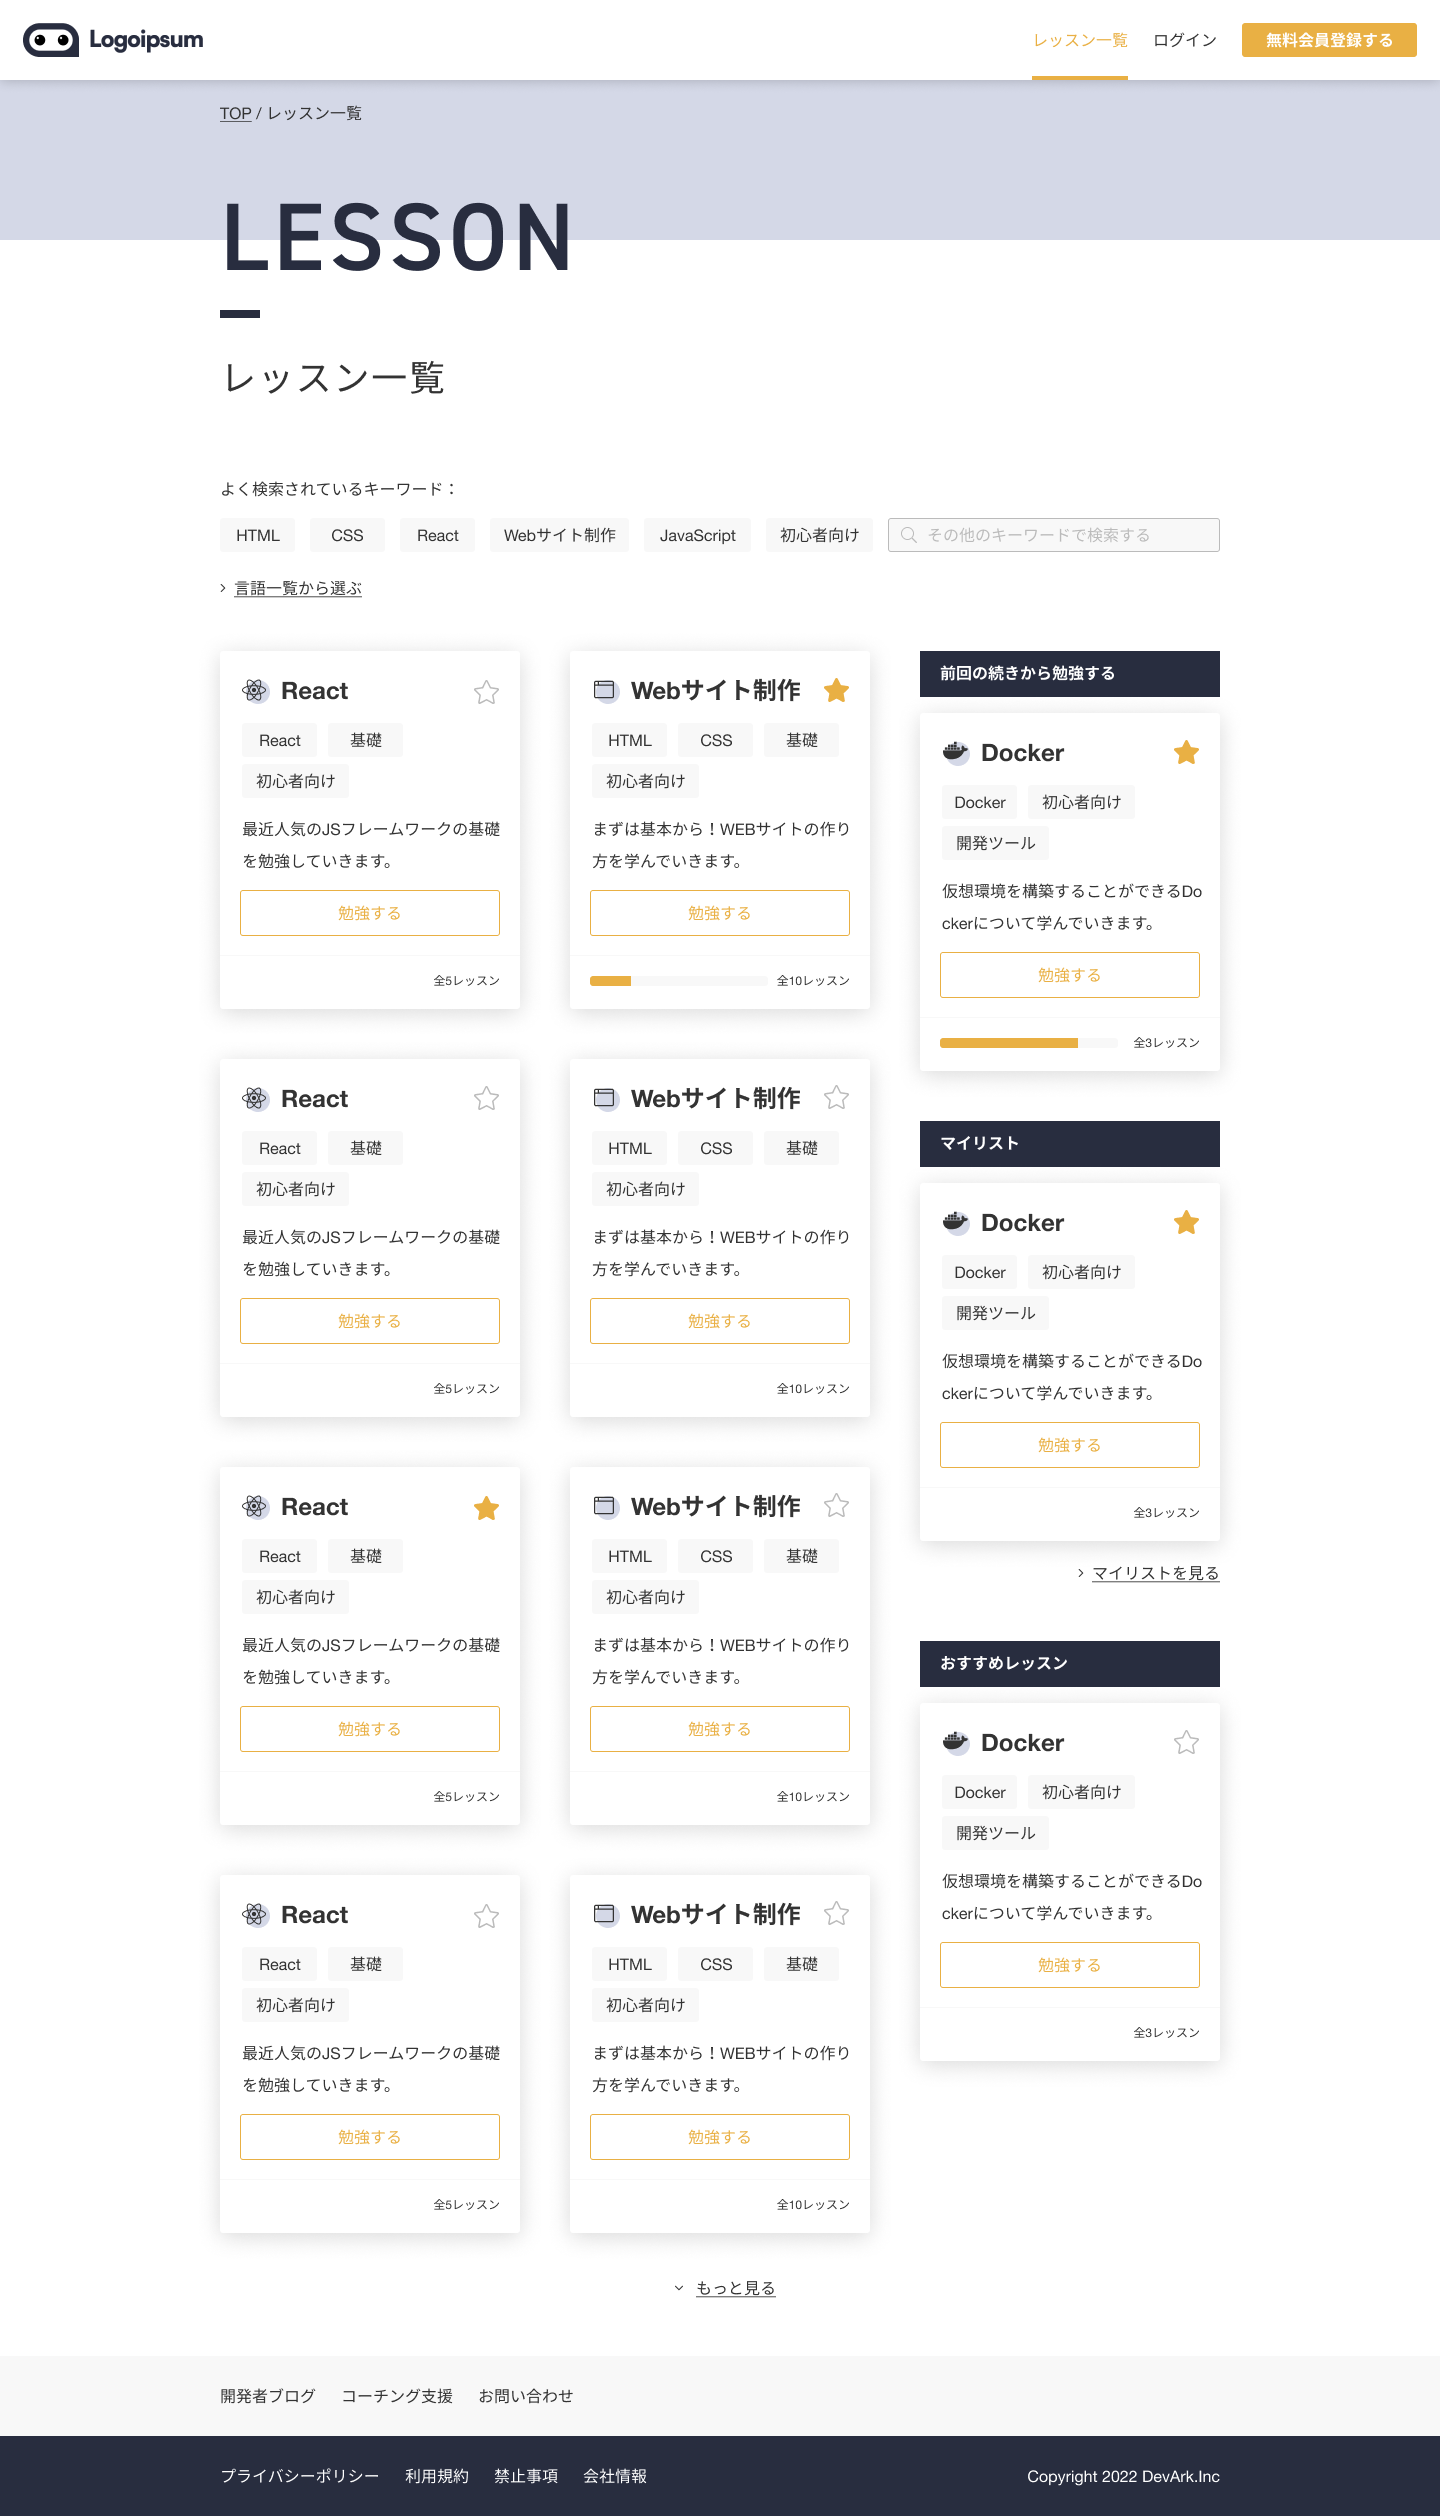 Logoipsum
レッスン一覧
ログイン
無料会員登録する
TOP / レッスン一覧
LESSON
レッスン一覧
よく検索されているキーワード：
HTML
CSS
React
Webサイト制作
JavaScript
初心者向け
その他のキーワードで検索する
言語一覧から選ぶ
React
React
基礎
初心者向け
最近人気のJSフレームワークの基礎
を勉強していきます。
勉強する
全5レッスン
Webサイト制作
HTML
CSS
基礎
初心者向け
まずは基本から！WEBサイトの作り
方を学んでいきます。
勉強する
全10レッスン
React
React
基礎
初心者向け
最近人気のJSフレームワークの基礎
を勉強していきます。
勉強する
全5レッスン
Webサイト制作
HTML
CSS
基礎
初心者向け
まずは基本から！WEBサイトの作り
方を学んでいきます。
勉強する
全10レッスン
React
React
基礎
初心者向け
最近人気のJSフレームワークの基礎
を勉強していきます。
勉強する
全5レッスン
Webサイト制作
HTML
CSS
基礎
初心者向け
まずは基本から！WEBサイトの作り
方を学んでいきます。
勉強する
全10レッスン
React
React
基礎
初心者向け
最近人気のJSフレームワークの基礎
を勉強していきます。
勉強する
全5レッスン
Webサイト制作
HTML
CSS
基礎
初心者向け
まずは基本から！WEBサイトの作り
方を学んでいきます。
勉強する
全10レッスン
前回の続きから勉強する
Docker
Docker
初心者向け
開発ツール
仮想環境を構築することができるDo
ckerについて学んでいきます。
勉強する
全3レッスン
マイリスト
Docker
Docker
初心者向け
開発ツール
仮想環境を構築することができるDo
ckerについて学んでいきます。
勉強する
全3レッスン
マイリストを見る
おすすめレッスン
Docker
Docker
初心者向け
開発ツール
仮想環境を構築することができるDo
ckerについて学んでいきます。
勉強する
全3レッスン
もっと見る
開発者ブログ
コーチング支援
お問い合わせ
プライバシーポリシー
利用規約
禁止事項
会社情報
Copyright 2022 DevArk.Inc